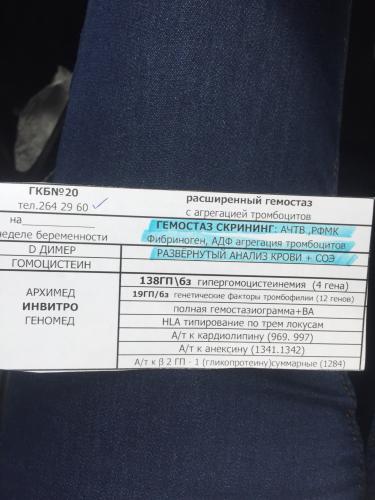 ГКБ№20
тел.264 29 60
расширенный гемостаз
с агрегацией тромбоцитов
на
неделе беременности
ГЕМОСТАЗ СКРИНИНГ: АЧТВ ,РФМК
Фибриноген, АДФ агрегация тромбоцитов
D ДИМЕР
РАЗВЕРНУТЫЙ АНАЛИЗ КРОВИ + СОЭ
ГОМОЦИСТЕИН
АРХИМЕД
ИНВИТРО
ГЕНОМЕД
138ГП\бз гипергомоцистеинемия (4 гена)
19ГП\бз генетические факторы тромбофилии (12 генов)
полная гемостазиограмма+ВА
HLA типирование по трем локусам
А/т к кардиолипину (969. 997)
А/т к анексину (1341.1342)
А/т к β 2 ГП - 1 (гликопротеину)суммарные (1284)